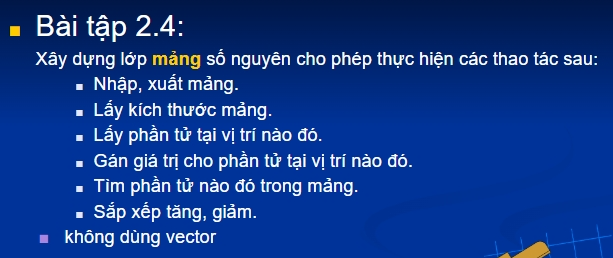 Bài tập 2.4:
Xây dựng lớp mảng số nguyên cho phép thực hiện các thao tác sau:
Nhập, xuất mảng.
Lấy kích thước mảng.
Lấy phần tử tại vị trí nào đó.
Gán giá trị cho phần tử tại vị trí nào đó.
Tìm phần tử nào đó trong mảng.
Sắp xếp tăng, giảm.
không dùng vector